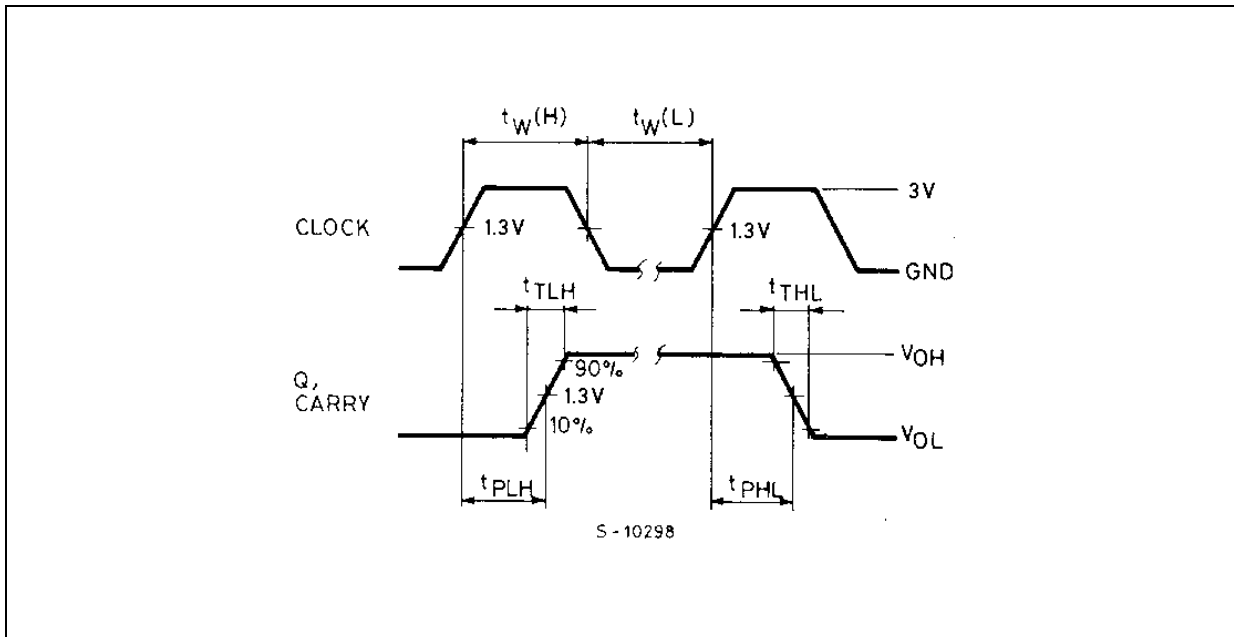 tW(H) tW(L)
3V
CLOCK 1.3V 1.3V
GND
tTLH tTHL
VOH
90%
Q, 1.3V
CARRY
10%
VOL
tPLH tPHL
S-10298